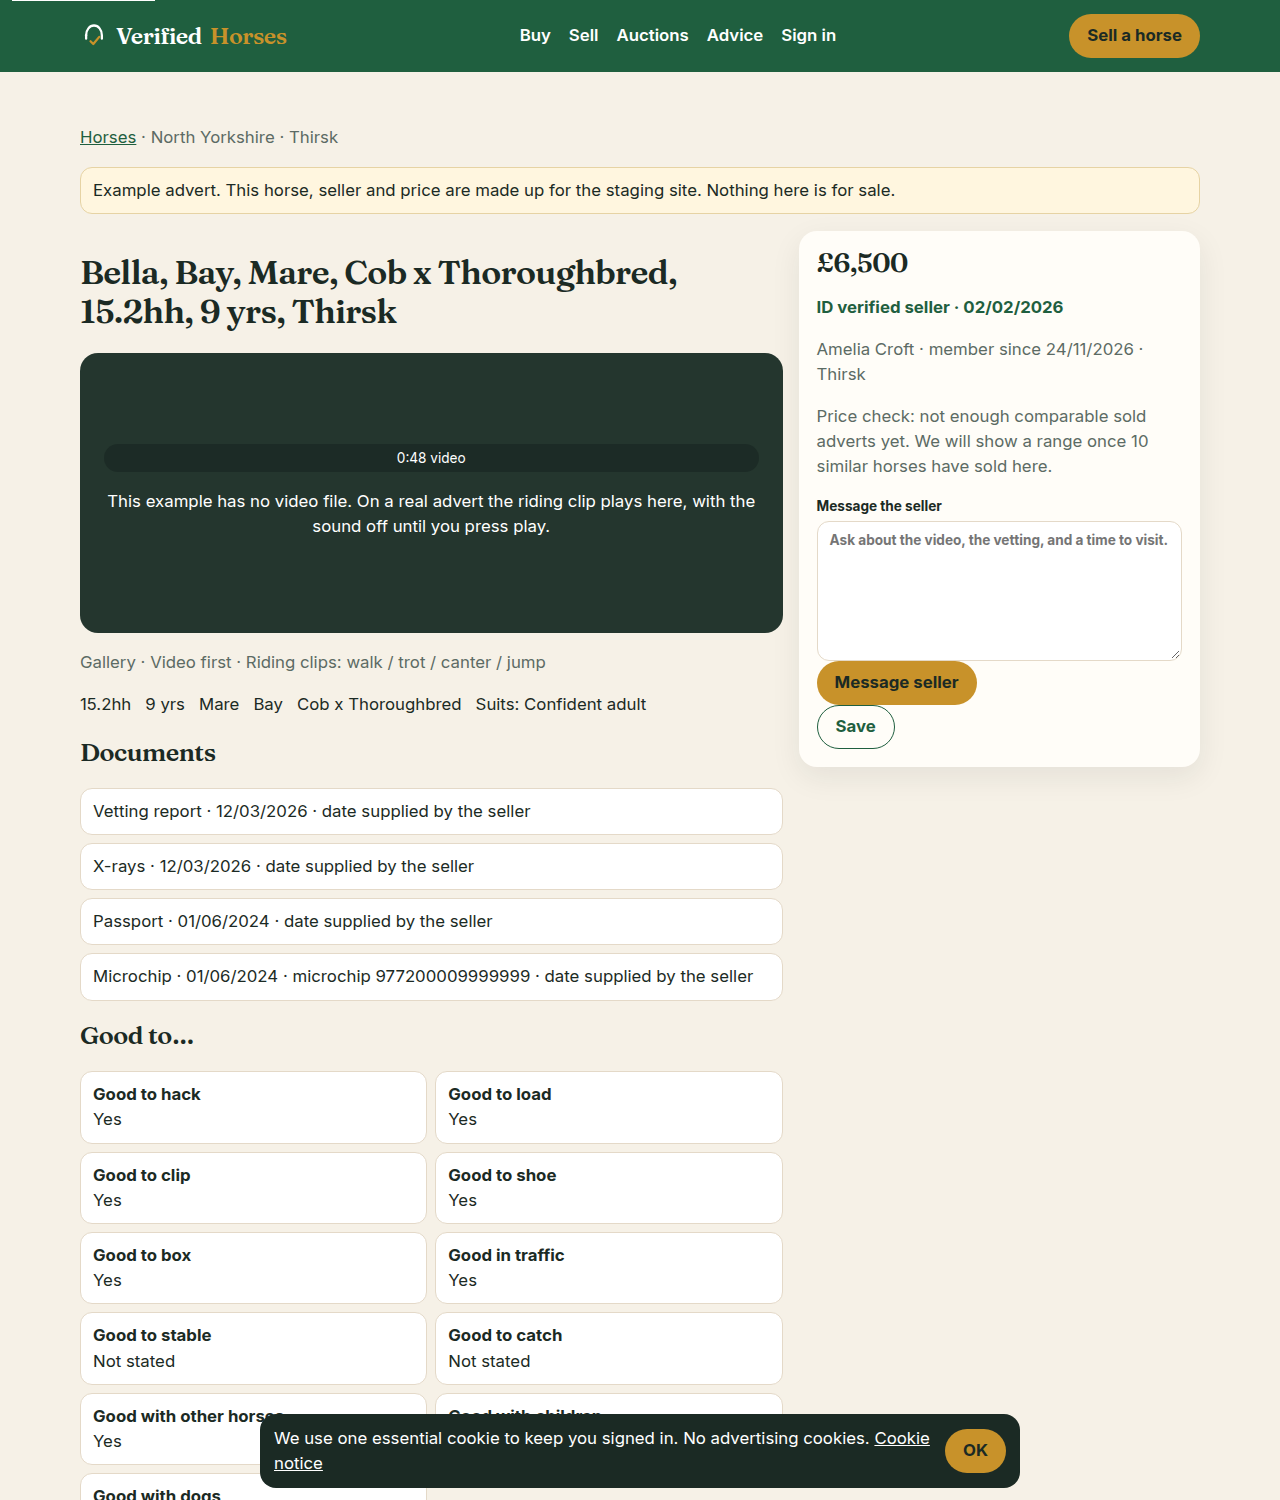 Verified Horses
Buy Sell Auctions Advice Sign in
Sell a horse
Horses · North Yorkshire · Thirsk
Example advert. This horse, seller and price are made up for the staging site. Nothing here is for sale.
Bella, Bay, Mare, Cob x Thoroughbred,
15.2hh, 9 yrs, Thirsk
0:48 video
This example has no video file. On a real advert the riding clip plays here, with the
sound off until you press play.
Gallery · Video first · Riding clips: walk / trot / canter / jump
15.2hh 9 yrs Mare Bay Cob x Thoroughbred Suits: Confident adult
Documents
Vetting report · 12/03/2026 · date supplied by the seller
X-rays · 12/03/2026 · date supplied by the seller
Passport · 01/06/2024 · date supplied by the seller
Microchip · 01/06/2024 · microchip 977200009999999 · date supplied by the seller
Good to...
Good to hack
Yes
Good to load
Yes
Good to clip
Yes
Good to shoe
Yes
Good to box
Yes
Good in traffic
Yes
Good to stable
Not stated
Good to catch
Not stated
Good with other horses
Yes
Good with children
Good with dogs
£6,500
ID verified seller · 02/02/2026
Amelia Croft · member since 24/11/2026 ·
Thirsk
Price check: not enough comparable sold
adverts yet. We will show a range once 10
similar horses have sold here.
Message the seller
Ask about the video, the vetting, and a time to visit.
Message seller
Save
We use one essential cookie to keep you signed in. No advertising cookies. Cookie
notice
OK